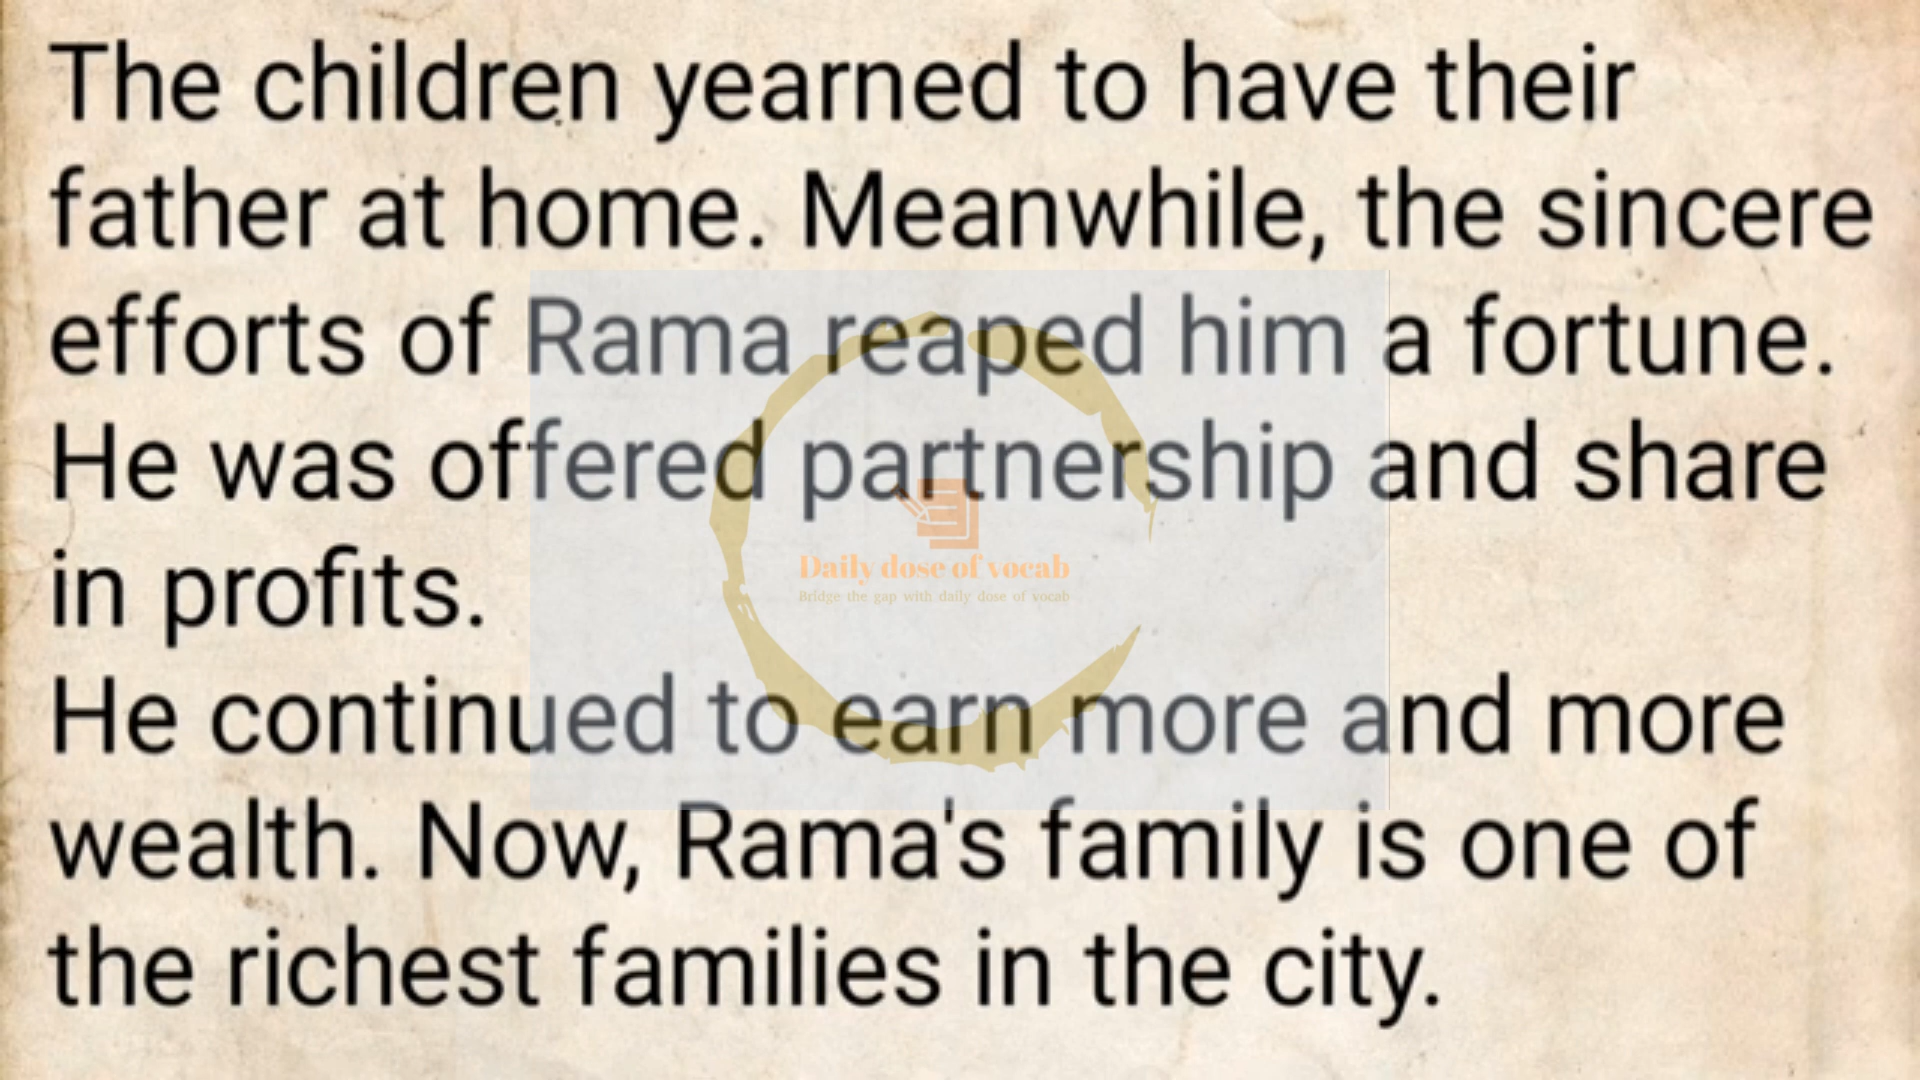 The children yearned to have their
father at home. Meanwhile, the sincere
efforts of Rama reaped him a fortune.
He was offered partnership and share
in profits.
Daily dose of vocab
Bridge the gap with daily dose of vocab
He continued to earn more and more
wealth. Now, Rama's family is one of
the richest families in the city.